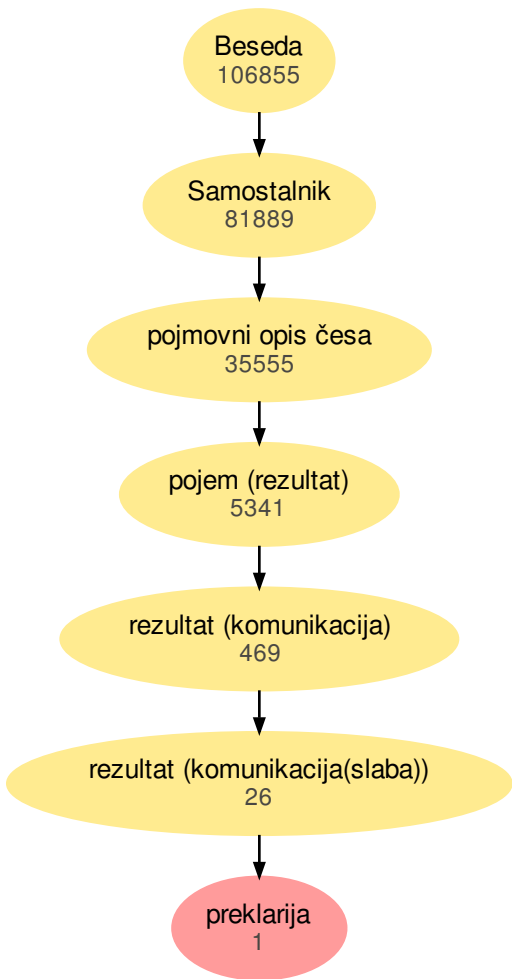 Beseda
106855
Samostalnik
81889
pojmovni opis česa
35555
pojem (rezultat)
5341
rezultat (komunikacija)
469
rezultat (komunikacija(slaba))
26
preklarija
1